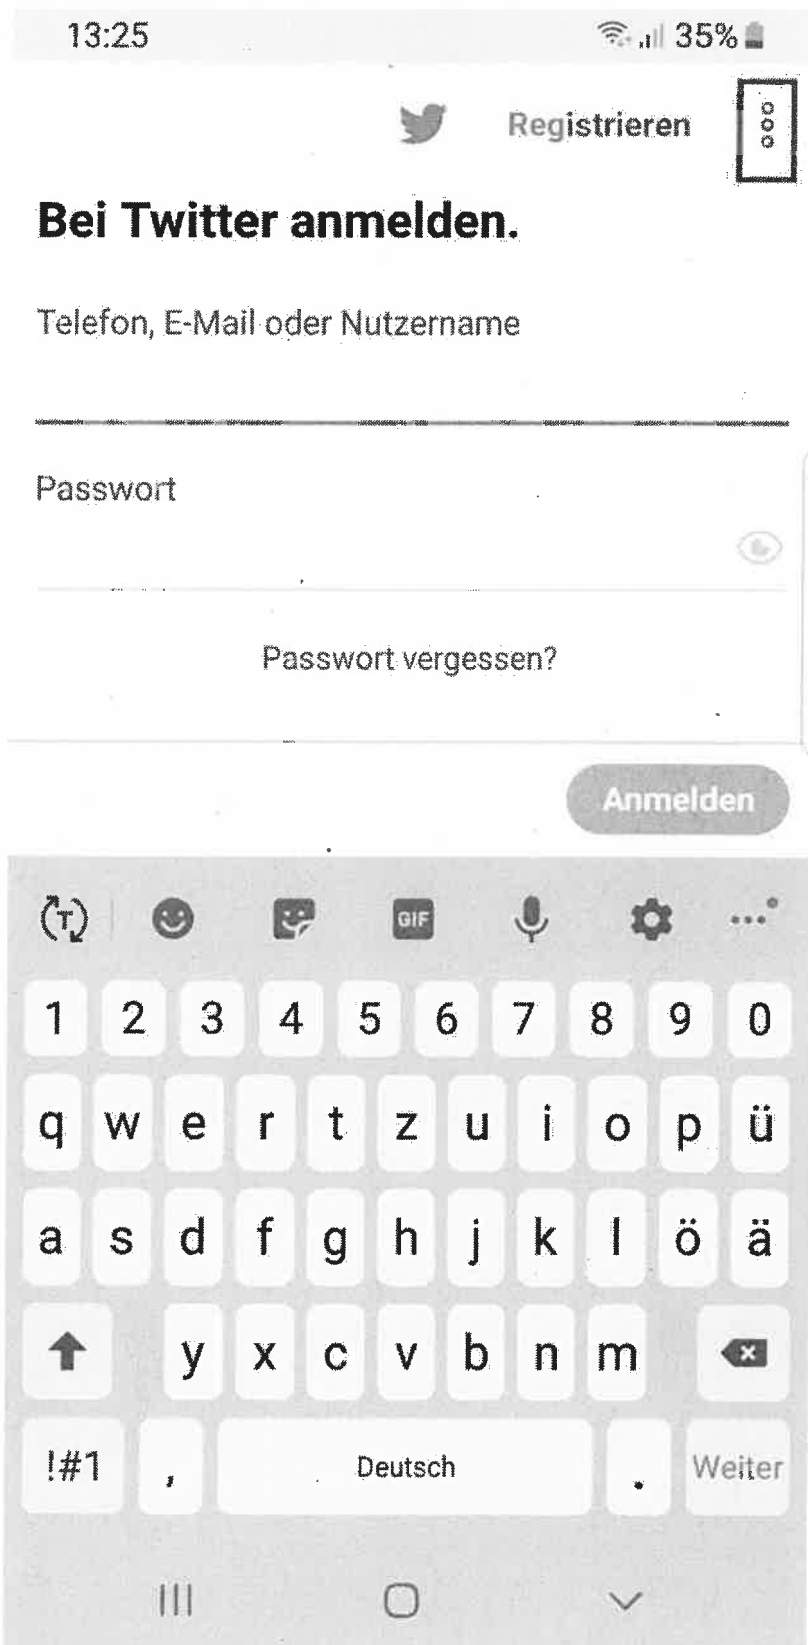 13:25 35%
Registrieren
Bei Twitter anmelden.
Telefon, E-Mail oder Nutzername
Passwort
Passwort vergessen?
Anmelden
T GIF
1 2 3 4 5 6 7 8 9 0
q w e r t z u i o p ü
a s d f g h j k l ö ä
y x c v b n m
!#1 , Deutsch . Weiter